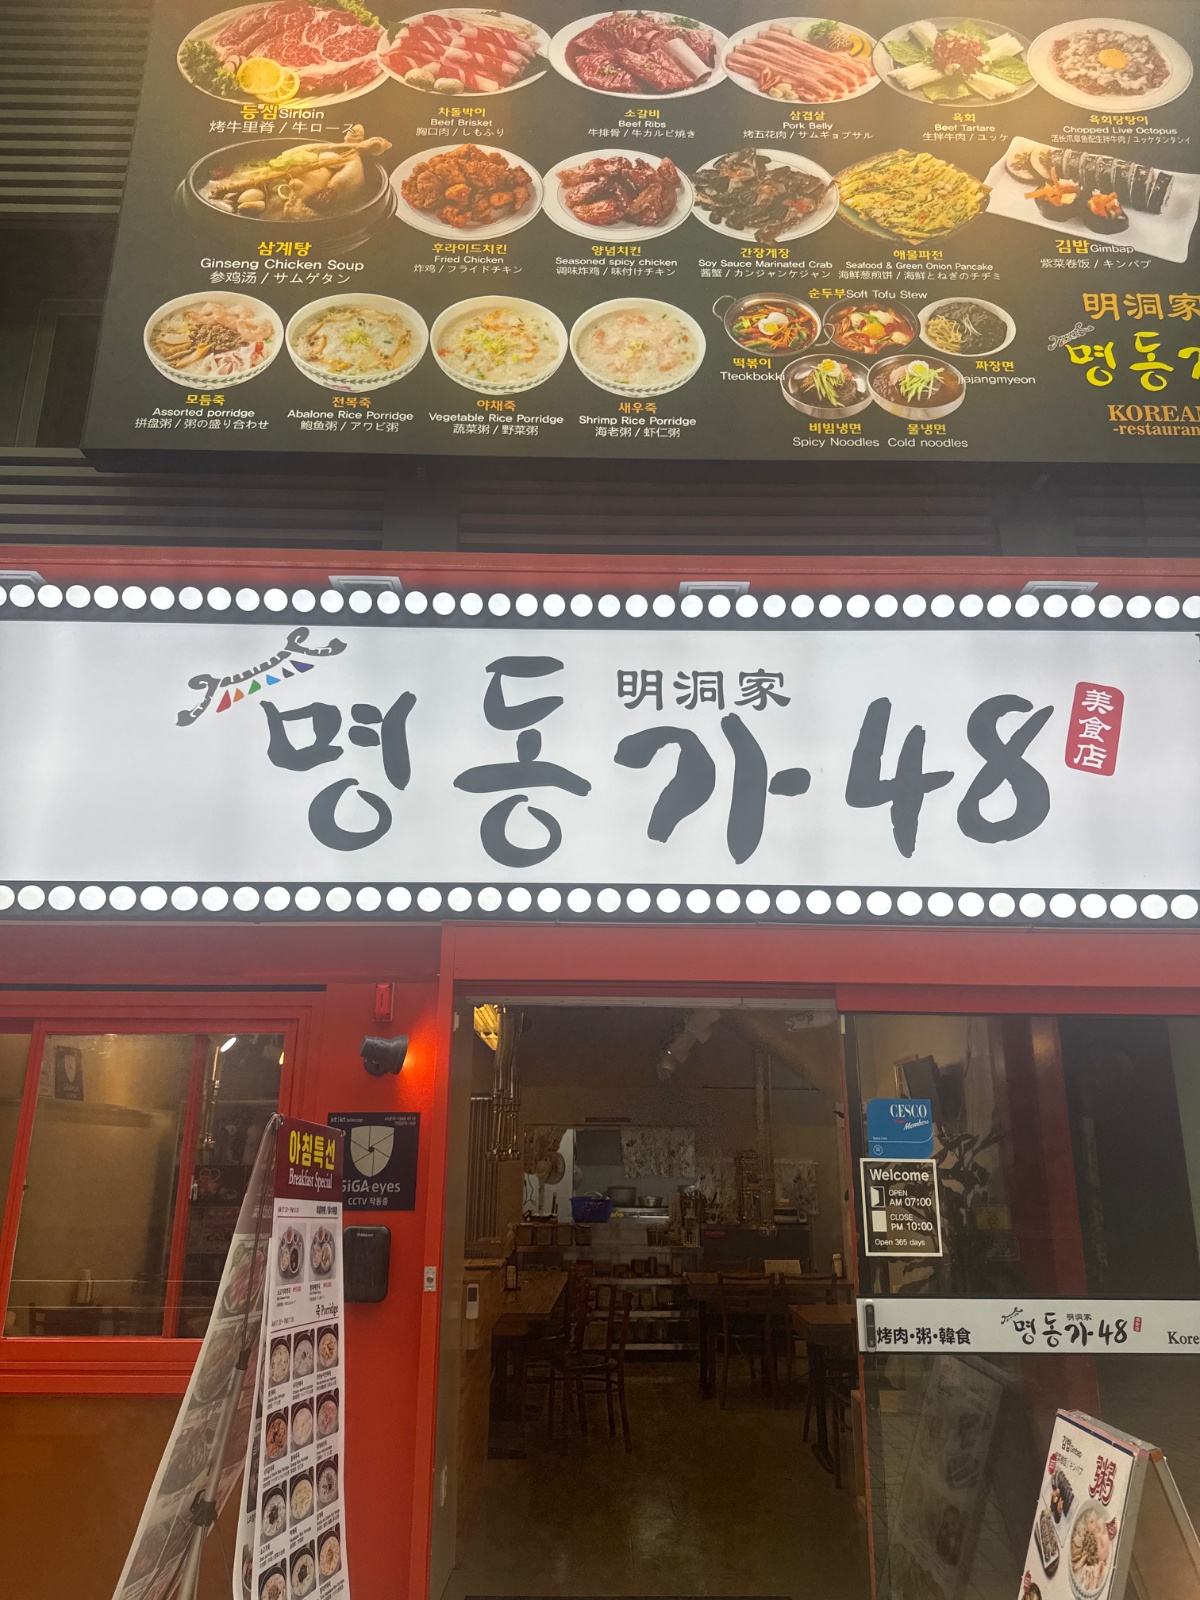 등심Sirloin
烤牛里脊 / 牛ロース
차돌박이
Beef Brisket
胸口肉 / しもふり
소갈비
Beef Ribs
牛排骨 / 牛カルビ焼き
삼겹살
Pork Belly
烤五花肉 / サムギョプサル
육회
Beef Tartare
生拌牛肉 / ユッケ
육회탕탕이
Chopped Live Octopus
삼계탕
Ginseng Chicken Soup
参鸡汤 / サムゲタン
후라이드치킨
Fried Chicken
炸鸡 / フライドチキン
양념치킨
Seasoned spicy chicken
调味炸鸡 / 味付けチキン
간장게장
Soy Sauce Marinated Crab
酱蟹 / カンジャンケジャン
해물파전
Seafood & Green Onion Pancake
海鲜葱煎饼 / 海鮮とねぎのチヂミ
김밥Gimbap
紫菜卷饭 / キンパプ
모듬죽
Assorted porridge
拼盘粥 / 粥の盛り合わせ
전복죽
Abalone Rice Porridge
鲍鱼粥 / アワビ粥
야채죽
Vegetable Rice Porridge
蔬菜粥 / 野菜粥
새우죽
Shrimp Rice Porridge
海老粥 / 虾仁粥
순두부Soft Tofu Stew
떡볶이
Tteokbokki
짜장면
jajangmyeon
비빔냉면
Spicy Noodles
물냉면
Cold noodles
明洞家
명동가
KOREAN
-restaurant
명동가48
明洞家
美食店
아침특선
Breakfast Special
죽 Porridge
GiGA eyes
CCTV 작동중
CESCO
Members
Welcome
OPEN
AM 07:00
CLOSE
PM 10:00
Open 365 days
烤肉·粥·韓食
明洞家
명동가48
Kore
김밥
粥